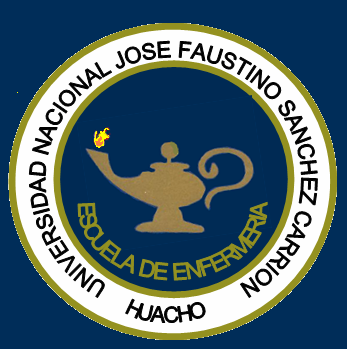 UNIVERSIDAD NACIONAL JOSE FAUSTINO SANCHEZ CARRION
HUACHO
ESCUELA DE ENFERMERIA